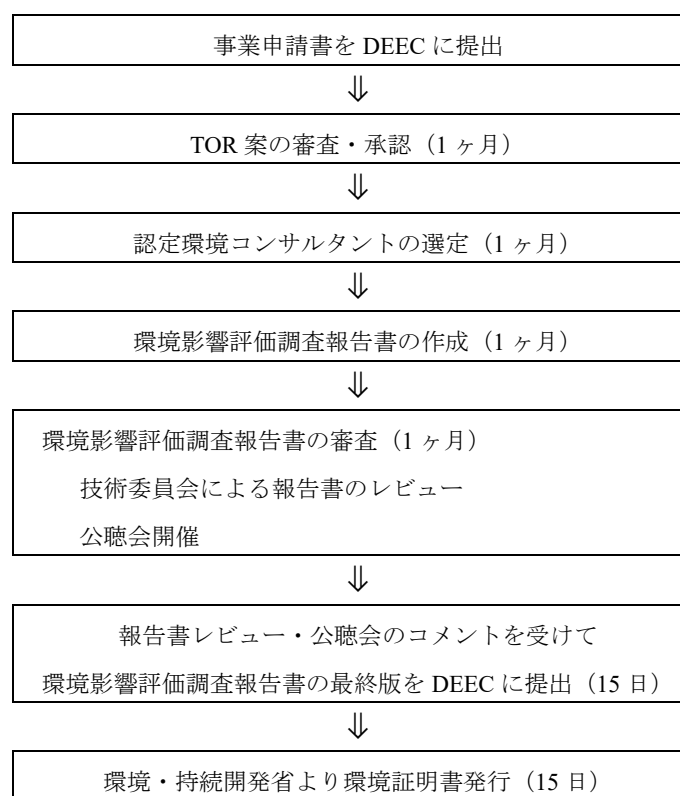 事業申請書を DEEC に提出
⇓
TOR 案の審査・承認（1 ヶ月）
⇓
認定環境コンサルタントの選定（1 ヶ月）
⇓
環境影響評価調査報告書の作成（1 ヶ月）
⇓
環境影響評価調査報告書の審査（1 ヶ月）
技術委員会による報告書のレビュー
公聴会開催
⇓
報告書レビュー・公聴会のコメントを受けて
環境影響評価調査報告書の最終版を DEEC に提出（15 日）
⇓
環境・持続開発省より環境証明書発行（15 日）